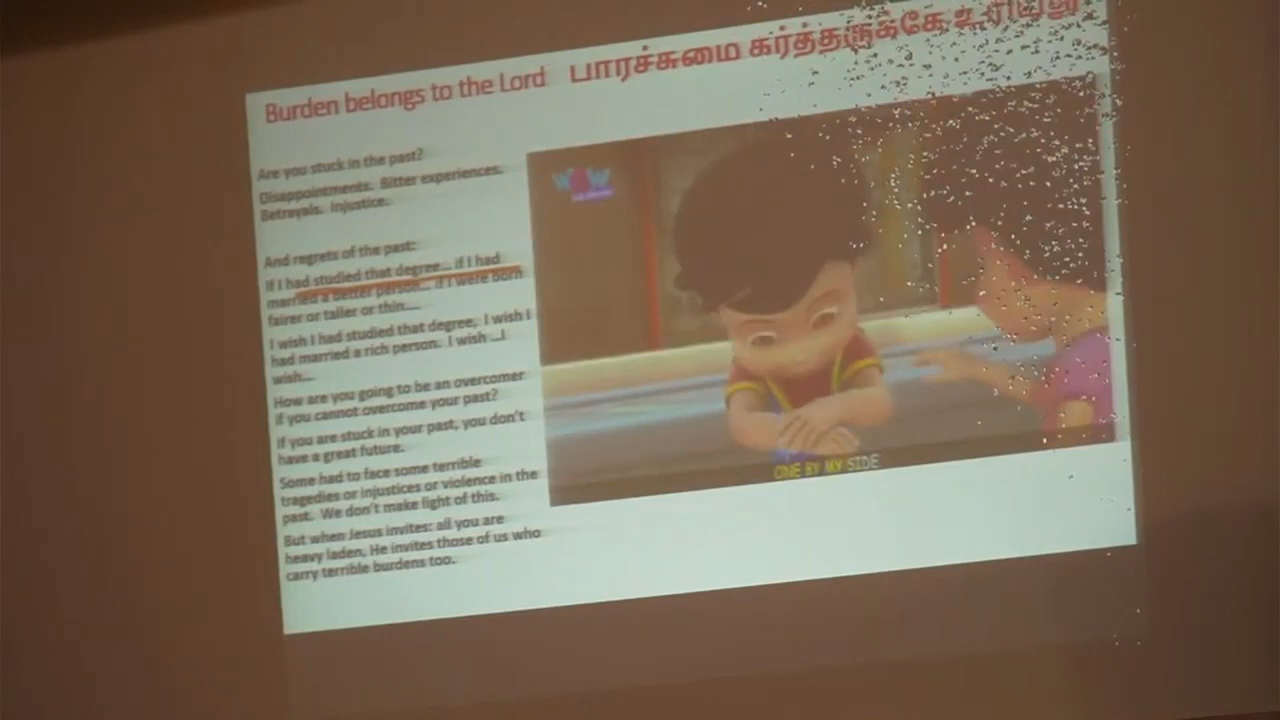 Burden belongs to the Lord பாரச்சுமை கர்த்தருக்கே உரியது
Are you stuck in the past?
Disappointments. Bitter experiences.
Betrayals. Injustice.
And regrets of the past:
If I had studied that degree... if I had
married a better person... if I were born
fairer or taller or thin....
I wish I had studied that degree, I wish I
had married a rich person. I wish ...I
wish....
How are you going to be an overcomer
if you cannot overcome your past?
If you are stuck in your past, you don't
have a great future.
Some had to face some terrible
tragedies or injustices or violence in the
past. We don't make light of this.
But when Jesus invites: all you are
heavy laden, He invites those of us who
carry terrible burdens too.
WOW
ONE BY MY SIDE